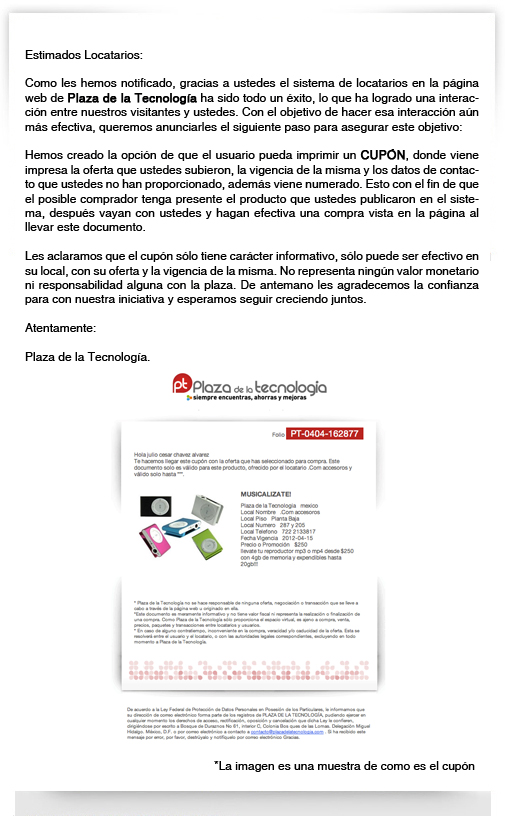 Estimados Locatarios:
Como les hemos notificado, gracias a ustedes el sistema de locatarios en la página
web de Plaza de la Tecnología ha sido todo un éxito, lo que ha logrado una interac-
ción entre nuestros visitantes y ustedes. Con el objetivo de hacer esa interacción aún
más efectiva, queremos anunciarles el siguiente paso para asegurar este objetivo:
Hemos creado la opción de que el usuario pueda imprimir un CUPÓN, donde viene
impresa la oferta que ustedes subieron, la vigencia de la misma y los datos de contac-
to que ustedes no han proporcionado, además viene numerado. Esto con el fin de que
el posible comprador tenga presente el producto que ustedes publicaron en el siste-
ma, después vayan con ustedes y hagan efectiva una compra vista en la página al
llevar este documento.
Les aclaramos que el cupón sólo tiene carácter informativo, sólo puede ser efectivo en
su local, con su oferta y la vigencia de la misma. No representa ningún valor monetario
ni responsabilidad alguna con la plaza. De antemano les agradecemos la confianza
para con nuestra iniciativa y esperamos seguir creciendo juntos.
Atentamente:
Plaza de la Tecnología.
pt Plaza de la tecnología
siempre encuentras, ahorras y mejoras
Folio PT-0404-162877
Hola julio cesar chavez alvarez
Te hacemos llegar este cupón con la oferta que has seleccionado para compra. Este
documento solo es válido para este producto, ofrecido por el locatario .Com accesoros y
válido solo hasta "".
MUSICALIZATE!
Plaza de la Tecnologia mexico
Local Nombre .Com accesoros
Local Piso Planta Baja
Local Numero 287 y 205
Local Telefono 722 2133817
Fecha Vigencia 2012-04-15
Precio o Promoción $250
llevate tu reproductor mp3 o mp4 desde $250
con 4gb de memoria y expendibles hasta
20gb!!!
* Plaza de la Tecnología no se hace responsable de ninguna oferta, negociación o transacción que se lleve a
cabo a través de la página web u originado en ella.
*Este documento es meramente informativo y no tiene valor fiscal ni representa la realización o finalización de
una compra. Como Plaza de la Tecnología sólo proporciona el espacio virtual, es ajeno a compra, venta,
precios, paquetes y transacciones entre locatarios y usuarios.
* En caso de algún contratiempo, inconveniente en la compra, veracidad y/o caducidad de la oferta. Esta se
resolverá entre el usuario y el locatario, o con las autoridades legales correspondientes, excluyendo en todo
momento a Plaza de la Tecnología.
De acuerdo a la Ley Federal de Protección de Datos Personales en Posesión de los Particulares, le informamos que
su dirección de correo electrónico forma parte de los registros de PLAZA DE LA TECNOLOGÍA, pudiendo ejercer en
cualquier momento los derechos de acceso, rectificación, oposición y cancelación que dicha Ley le confieren,
dirigiéndose por escrito a Bosque de Duraznos No 61, interior C, Colonia Bosques de las Lomas. Delegación Miguel
Hidalgo. México, D.F. o por correo electrónico a contacto a contacto@plazadelatecnologia.com . Si ha recibido este
mensaje por error, por favor, destrúyelo y notifíquelo por correo electrónico Gracias.
*La imagen es una muestra de como es el cupón